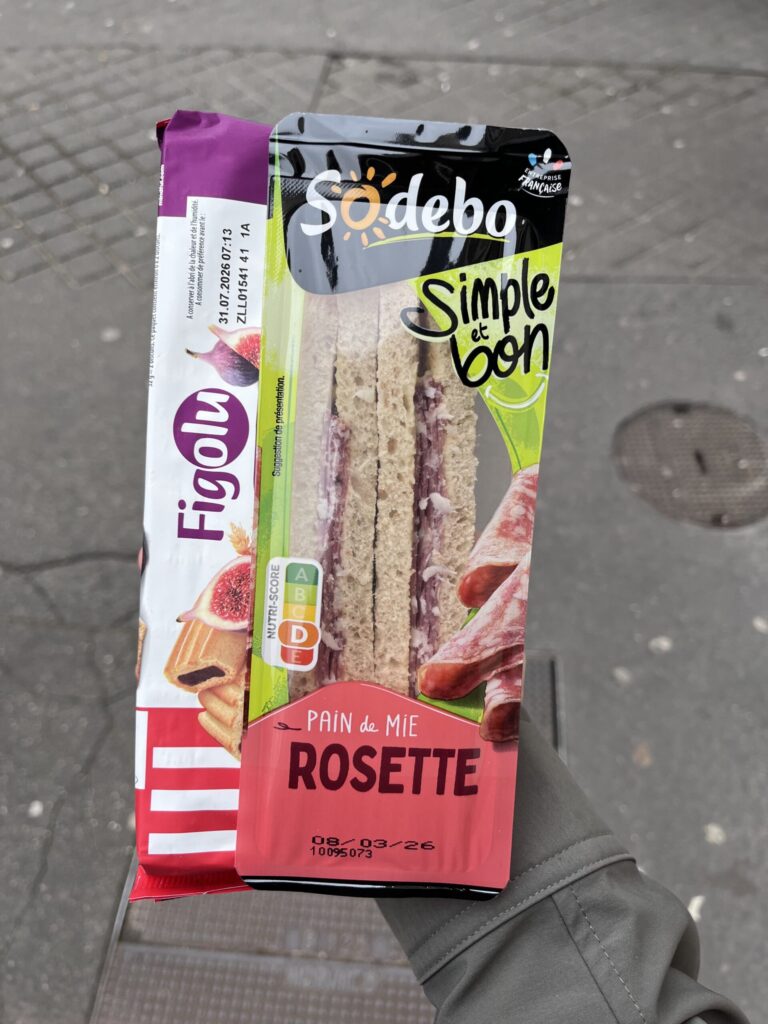 Sodebo
ENTREPRISE
FRANÇAISE
Simple
et
bon
Suggestion de présentation.
NUTRI-SCORE
A
B
C
D
E
PAIN de MIE
ROSETTE
08/03/26
10095073
A conserver à l'abri de la chaleur et de l'humidité.
A consommer de préférence avant le :
31.07.2026 07:13
ZLL01541 41 1A
Figolu